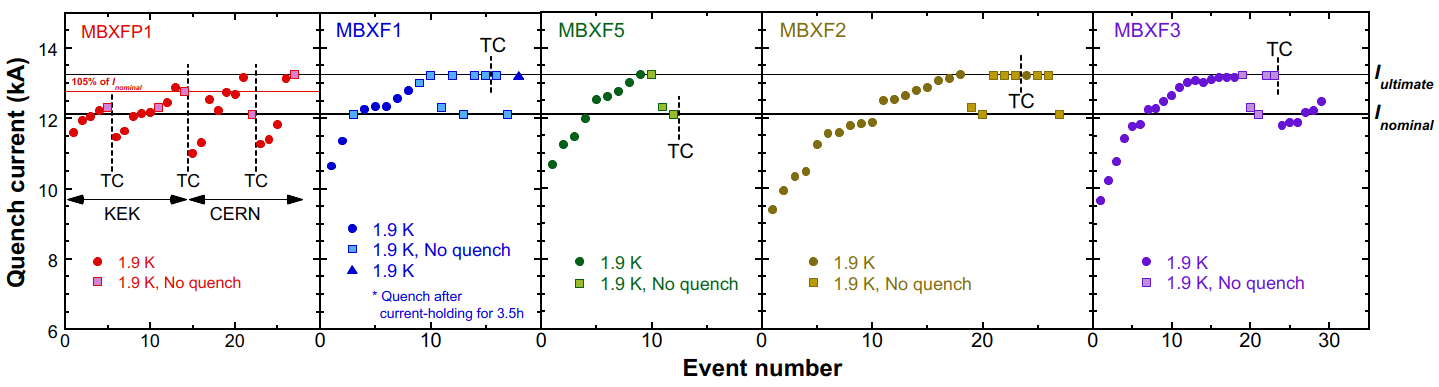 Quench current (kA)
14
12
10
8
6
MBXFP1
105% of I nominal
TC
TC
TC
KEK
CERN
1.9 K
1.9 K, No quench
0
10
20
MBXF1
TC
1.9 K
1.9 K, No quench
1.9 K
* Quench after
current-holding for 3.5h
0
10
MBXF5
TC
1.9 K
1.9 K, No quench
0
10
MBXF2
TC
1.9 K
1.9 K, No quench
0
10
20
MBXF3
TC
1.9 K
1.9 K, No quench
0
10
20
30
I ultimate
I nominal
Event number